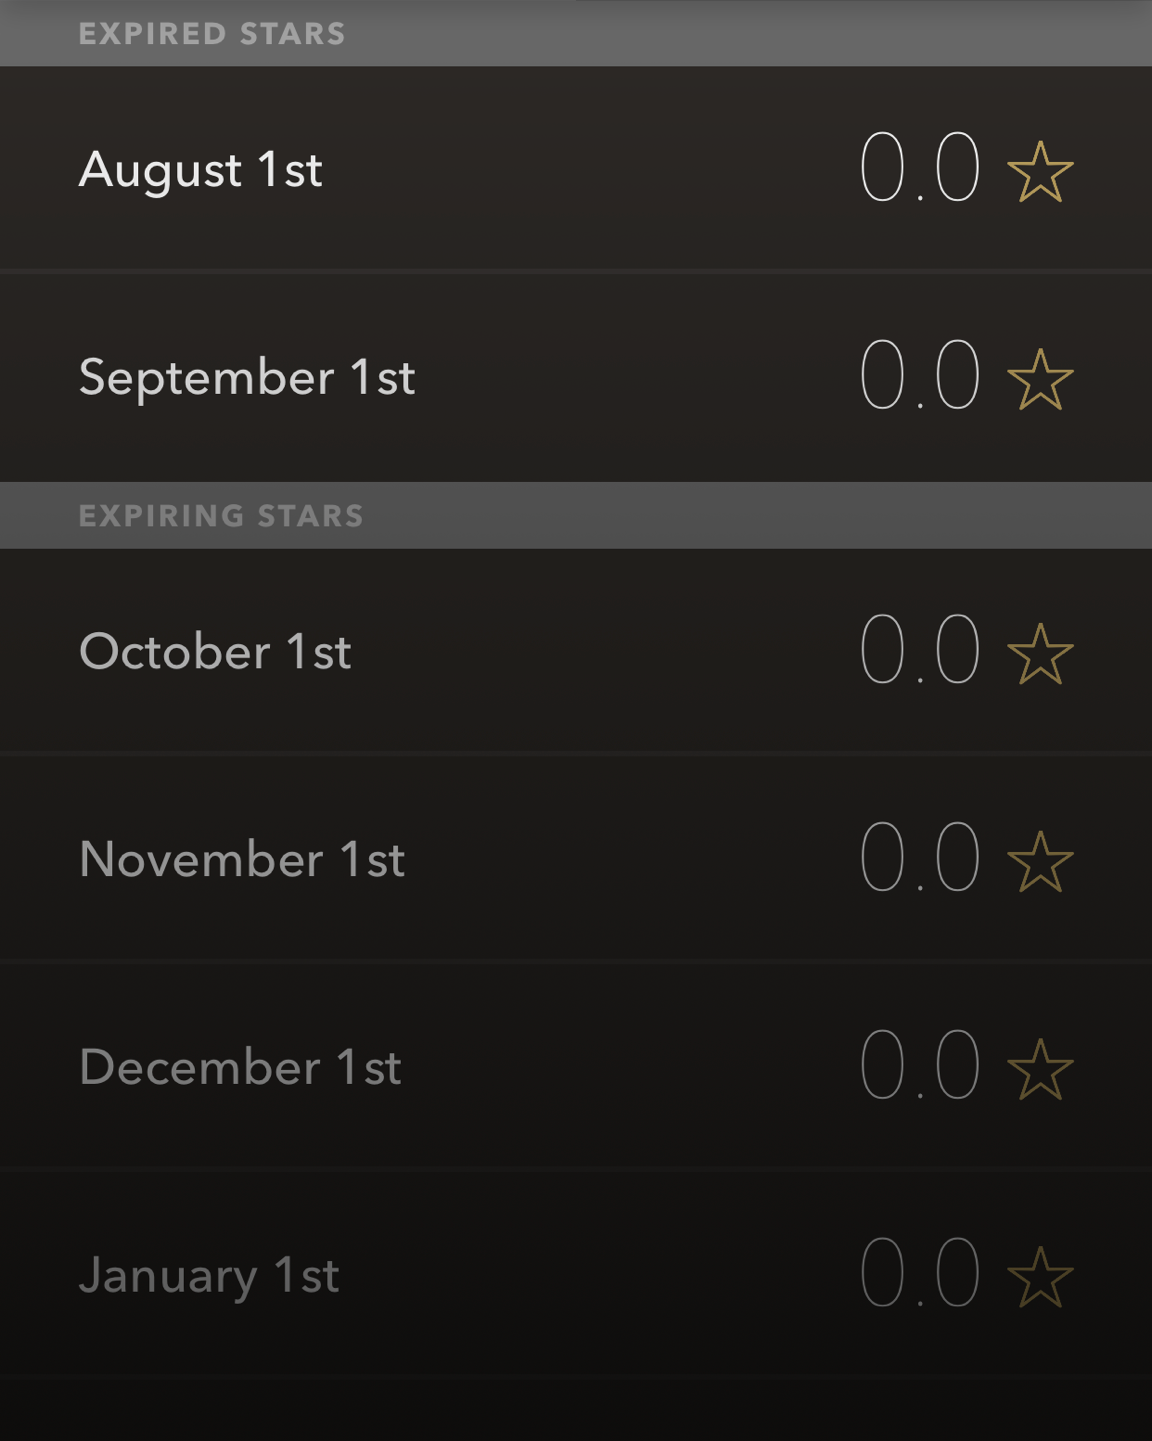 EXPIRED STARS
August 1st 0.0
September 1st 0.0
EXPIRING STARS
October 1st 0.0
November 1st 0.0
December 1st 0.0
January 1st 0.0